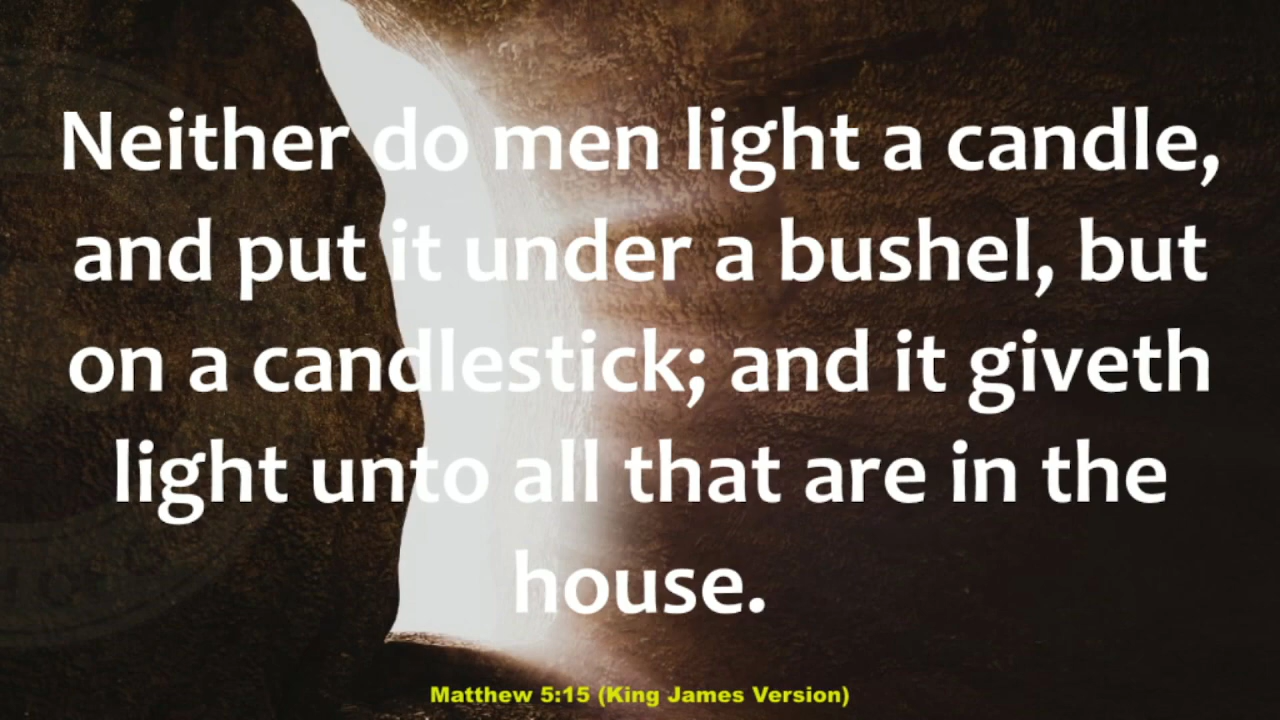 Neither do men light a candle,
and put it under a bushel, but
on a candlestick; and it giveth
light unto all that are in the
house.
Matthew 5:15 (King James Version)